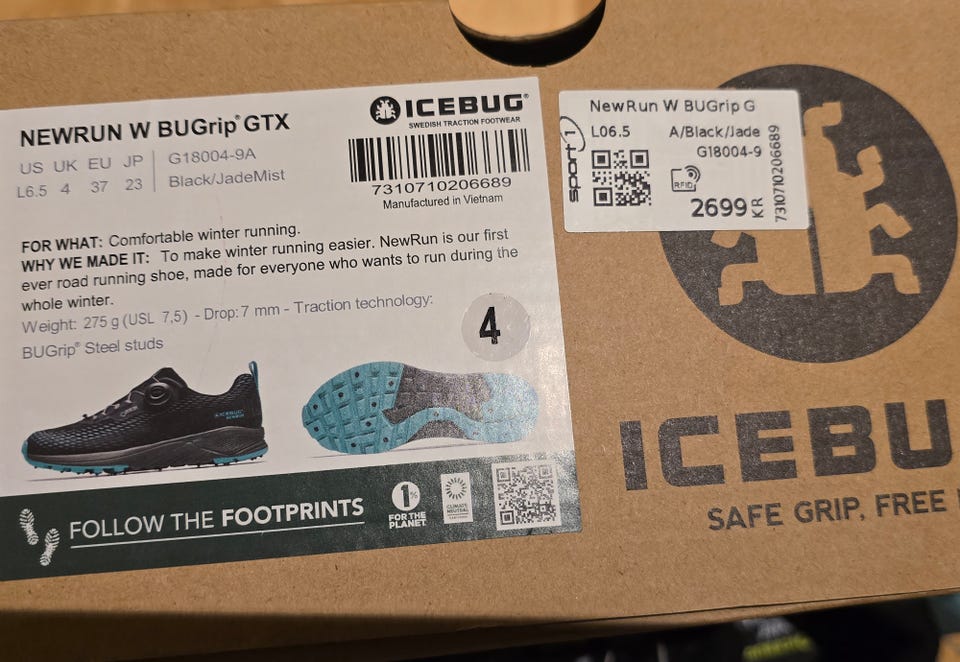 NEWRUN W BUGrip® GTX
US UK EU JP
L6.5 4 37 23
G18004-9A
Black/JadeMist
ICEBUG®
SWEDISH TRACTION FOOTWEAR
7310710206689
Manufactured in Vietnam
FOR WHAT: Comfortable winter running.
WHY WE MADE IT: To make winter running easier. NewRun is our first
ever road running shoe, made for everyone who wants to run during the
whole winter.
Weight: 275 g (USL 7,5) - Drop: 7 mm - Traction technology:
BUGrip® Steel studs
4
ICEBUG
FOLLOW THE FOOTPRINTS
1%
FOR THE
PLANET
CLIMATE
NEUTRAL
NewRun W BUGrip G
L06.5 A/Black/Jade
G18004-9
sport 1
RFID
2699 KR
7310710206689
ICEBU
SAFE GRIP, FREE